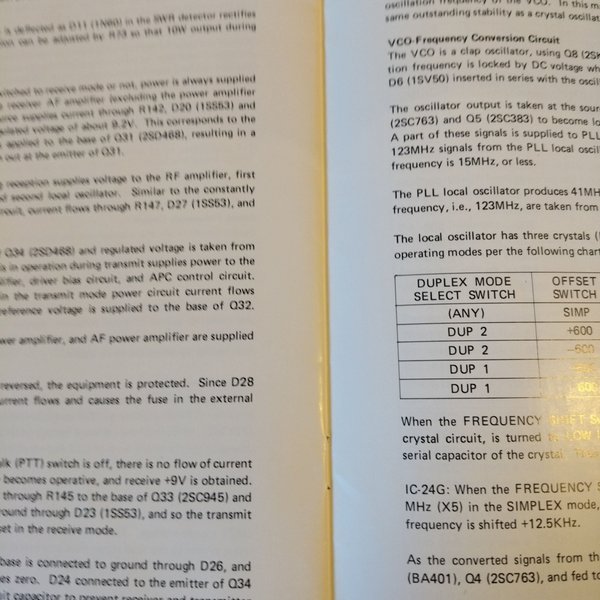 is deflected as D11 (1N60) in the SWR detector rectifies
can be adjusted by R73 so that 10W output during
switched to receive mode or not, power is always supplied
receiver AF amplifier (excluding the power amplifier
supplies current through R142, D20 (1SS53) and
regulated voltage of about 8.2V. This corresponds to the
applied to the base of Q31 (2SD468), resulting in a
out at the emitter of Q31.
reception supplies voltage to the RF amplifier, first
second local oscillator. Similar to the constantly
circuit, current flows through R147, D27 (1SS53), and
Q34 (2SD468) and regulated voltage is taken from
is in operation during transmit supplies power to the
driver bias circuit, and APC control circuit.
in the transmit mode power circuit current flows
reference voltage is supplied to the base of Q32.
power amplifier, and AF power amplifier are supplied
reversed, the equipment is protected. Since D28
current flows and causes the fuse in the external
(PTT) switch is off, there is no flow of current
becomes operative, and receive +9V is obtained.
through R145 to the base of Q33 (2SC945) and
ground through D23 (1SS53), and so the transmit
set in the receive mode.
base is connected to ground through D26, and
zero. D24 connected to the emitter of Q34
capacitor to prevent receiver and
oscillation frequency of the VCO. In this
same outstanding stability as a crystal
VCO-Frequency Conversion Circuit
The VCO is a clap oscillator, using Q8
tion frequency is locked by DC voltage
D6 (1SV50) inserted in series with the
The oscillator output is taken at the
(2SC763) and Q5 (2SC383) to become
A part of these signals is supplied to
123MHz signals from the PLL local
frequency is 15MHz, or less.
The PLL local oscillator produces
frequency, i.e., 123MHz, are taken from
The local oscillator has three crystals
operating modes per the following
DUPLEX MODE OFFSET
SELECT SWITCH SWITCH
(ANY) SIMP
DUP 2 +600
DUP 2 −600
DUP 1
DUP 1 600
When the FREQUENCY SHIFT
crystal circuit, is turned LOW
serial capacitor of the crystal.
IC-24G: When the FREQUENCY
MHz (X5) in the SIMPLEX mode,
frequency is shifted +12.5KHz.
As the converted signals from
(BA401), Q4 (2SC763), and fed